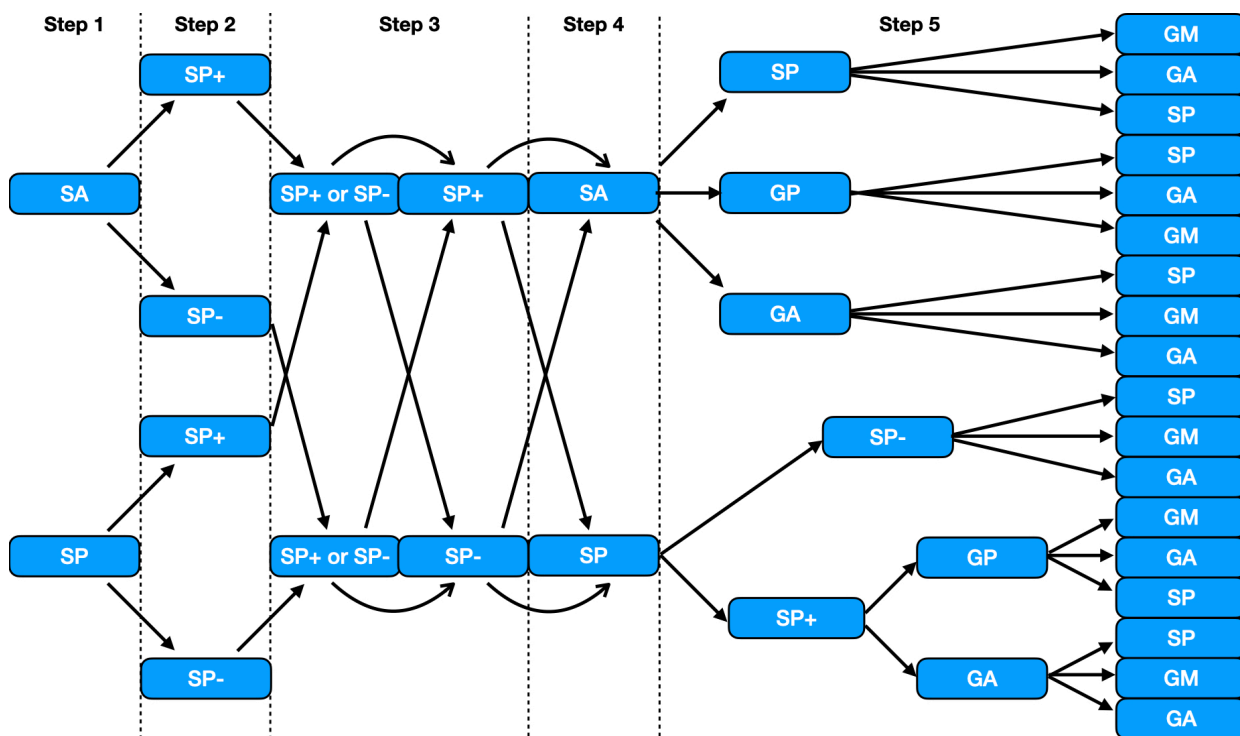 Step 1
Step 2
Step 3
Step 4
Step 5
SA
SP
SP+
SP-
SP+
SP-
SP+ or SP-
SP+
SP+ or SP-
SP-
SA
SP
SP
GP
GA
SP-
SP+
GP
GA
GM
GA
SP
SP
GA
GM
SP
GM
GA
SP
GM
GA
GM
GA
SP
SP
GM
GA